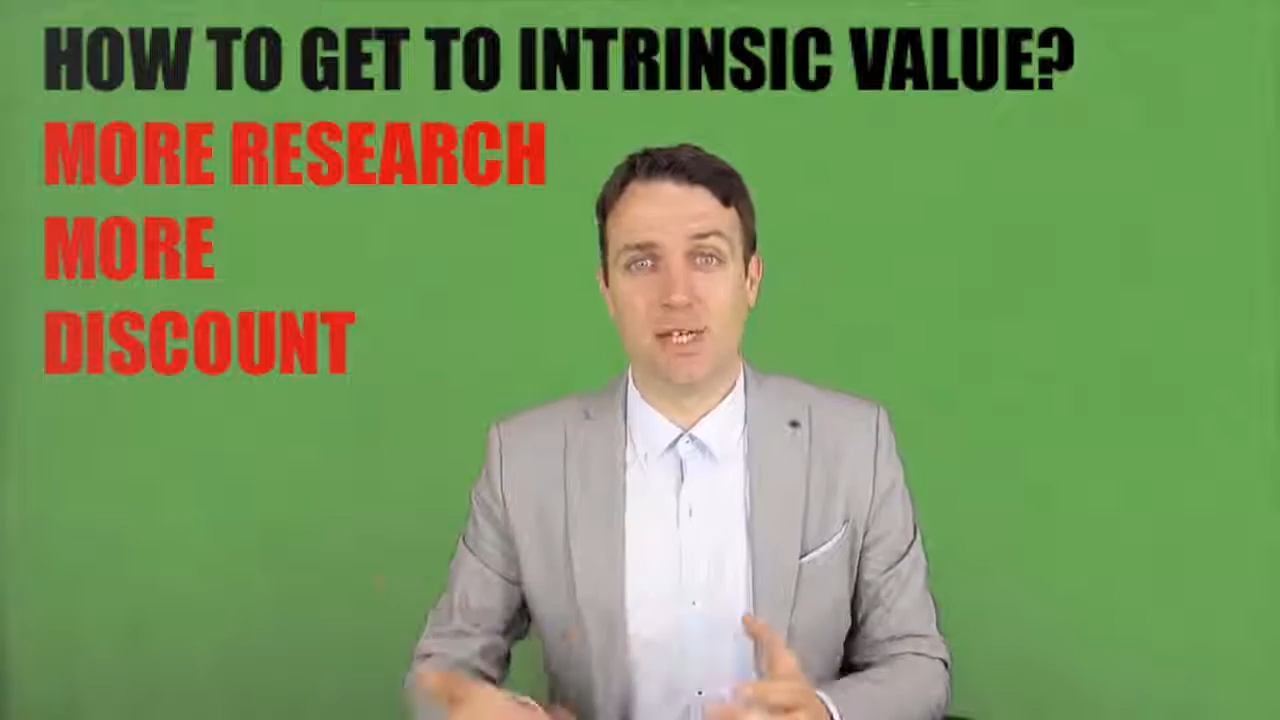 HOW TO GET TO INTRINSIC VALUE?
MORE RESEARCH
MORE
DISCOUNT